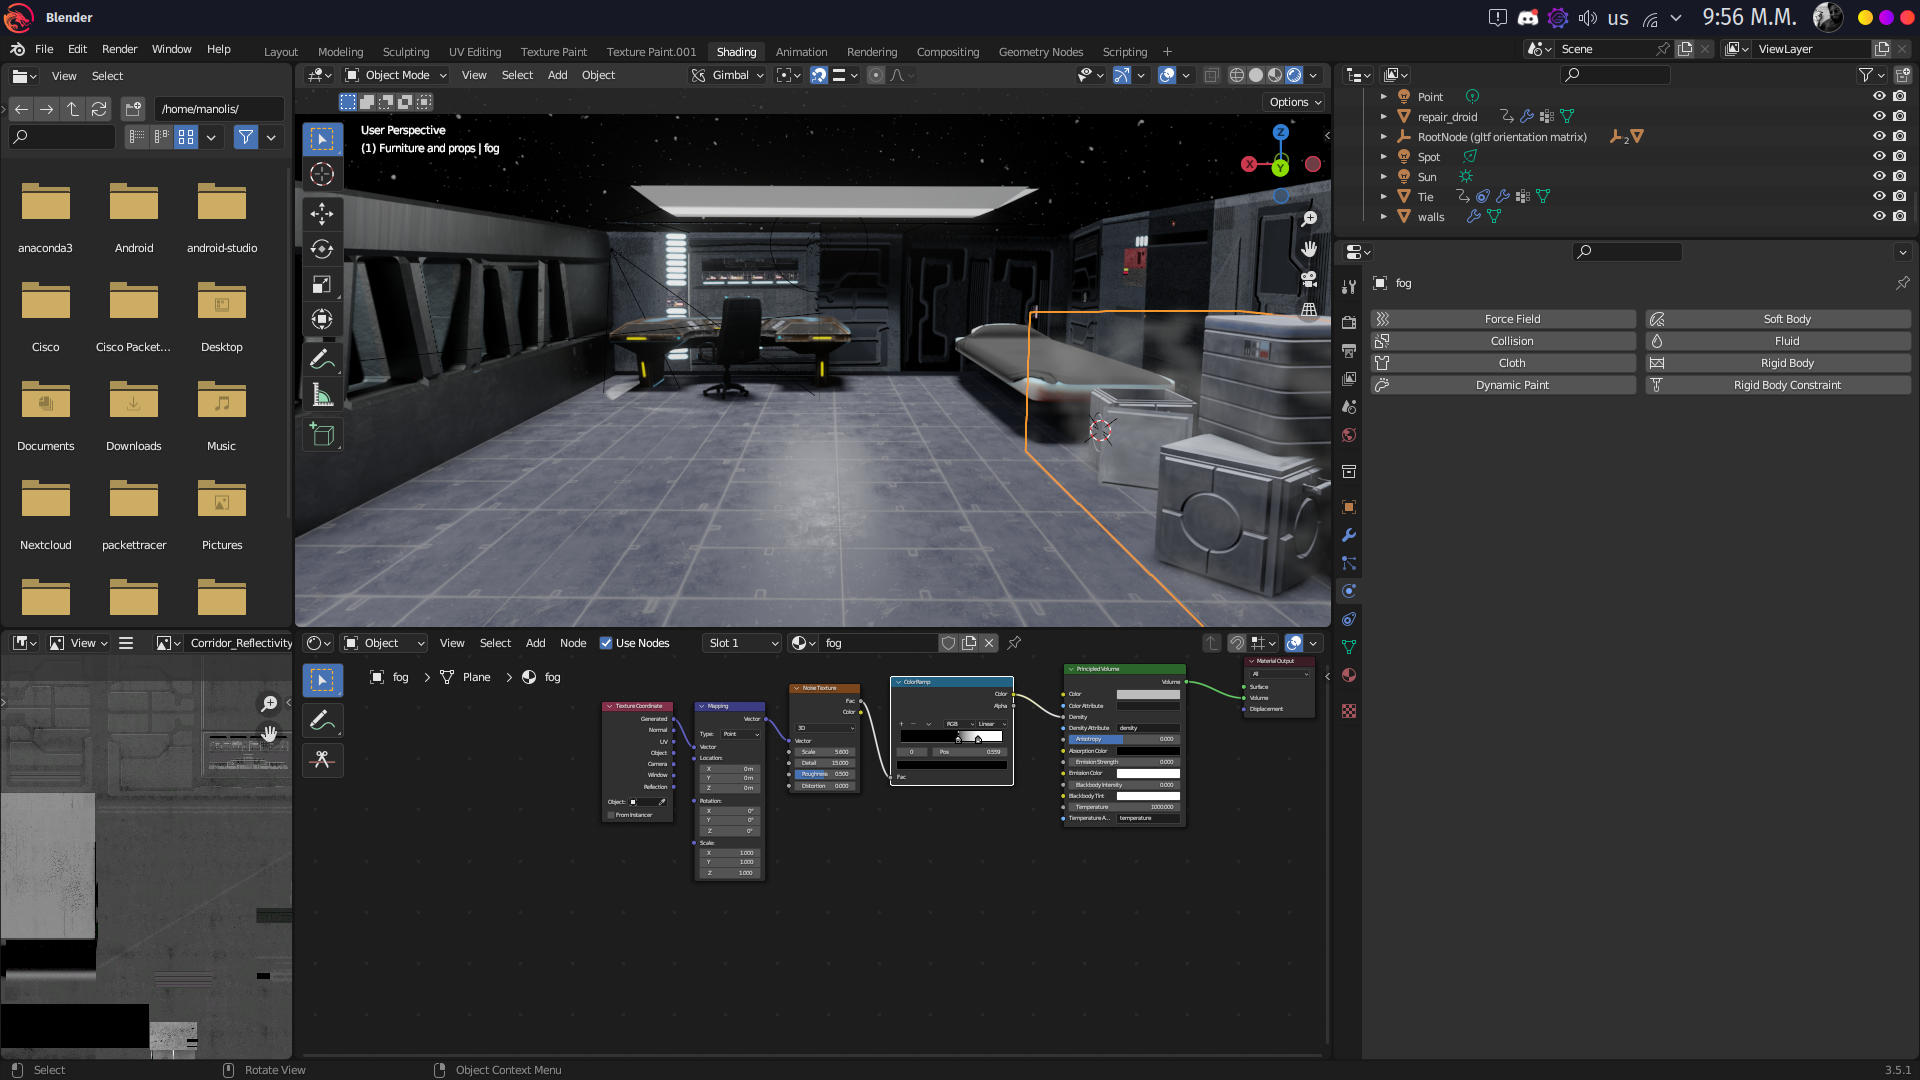 Blender
us
9:56 M.M.
File Edit Render Window Help
Layout Modeling Sculpting UV Editing Texture Paint Texture Paint.001 Shading Animation Rendering Compositing Geometry Nodes Scripting +
Scene
ViewLayer
View Select
Object Mode View Select Add Object
Gimbal
/home/manolis/
Options
User Perspective
(1) Furniture and props | fog
Z
X
Y
Point
repair_droid
RootNode (gltf orientation matrix) 2
Spot
Sun
Tie
walls
fog
Force Field Soft Body
Collision Fluid
Cloth Rigid Body
Dynamic Paint Rigid Body Constraint
anaconda3 Android android-studio
Cisco Cisco Packet... Desktop
Documents Downloads Music
Nextcloud packettracer Pictures
View Corridor_Reflectivity
Object View Select Add Node Use Nodes Slot 1 fog
fog > Plane > fog
Texture Coordinate
Generated
Normal
UV
Object
Camera
Window
Reflection
Object:
From Instancer
Mapping
Vector
Type: Point
Vector
Location:
X 0 m
Y 0 m
Z 0 m
Rotation:
X 0°
Y 0°
Z 0°
Scale:
X 1.000
Y 1.000
Z 1.000
Noise Texture
Fac
Color
3D
Vector
Scale 5.600
Detail 15.000
Roughness 0.500
Distortion 0.000
ColorRamp
Color
Alpha
+ − RGB Linear
0 Pos 0.559
Fac
Principled Volume
Volume
Color
Color Attribute
Density
Density Attribute density
Anisotropy 0.000
Absorption Color
Emission Strength 0.000
Emission Color
Blackbody Intensity 0.000
Blackbody Tint
Temperature 1000.000
Temperature A... temperature
Material Output
All
Surface
Volume
Displacement
Select Rotate View Object Context Menu
3.5.1